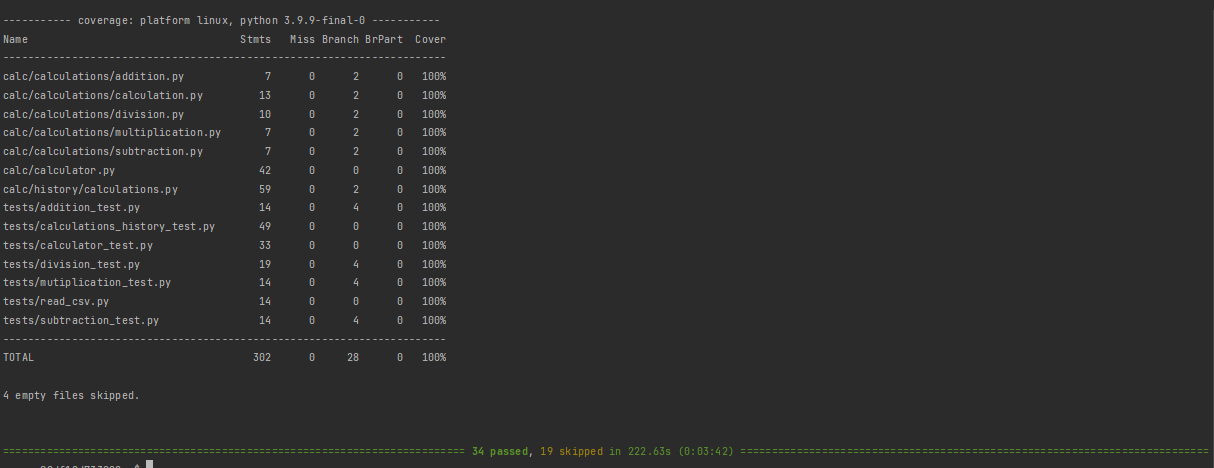 ----------- coverage: platform linux, python 3.9.9-final-0 -----------
Name                                  Stmts   Miss Branch BrPart  Cover
-----------------------------------------------------------------------
calc/calculations/addition.py             7      0      2      0   100%
calc/calculations/calculation.py         13      0      2      0   100%
calc/calculations/division.py            10      0      2      0   100%
calc/calculations/multiplication.py       7      0      2      0   100%
calc/calculations/subtraction.py          7      0      2      0   100%
calc/calculator.py                       42      0      0      0   100%
calc/history/calculations.py             59      0      2      0   100%
tests/addition_test.py                   14      0      4      0   100%
tests/calculations_history_test.py       49      0      0      0   100%
tests/calculator_test.py                 33      0      0      0   100%
tests/division_test.py                   19      0      4      0   100%
tests/mutiplication_test.py              14      0      4      0   100%
tests/read_csv.py                        14      0      0      0   100%
tests/subtraction_test.py                14      0      4      0   100%
-----------------------------------------------------------------------
TOTAL                                   302      0     28      0   100%
4 empty files skipped.
========================================================================== 34 passed, 19 skipped in 222.63s (0:03:42) ===========================================================================